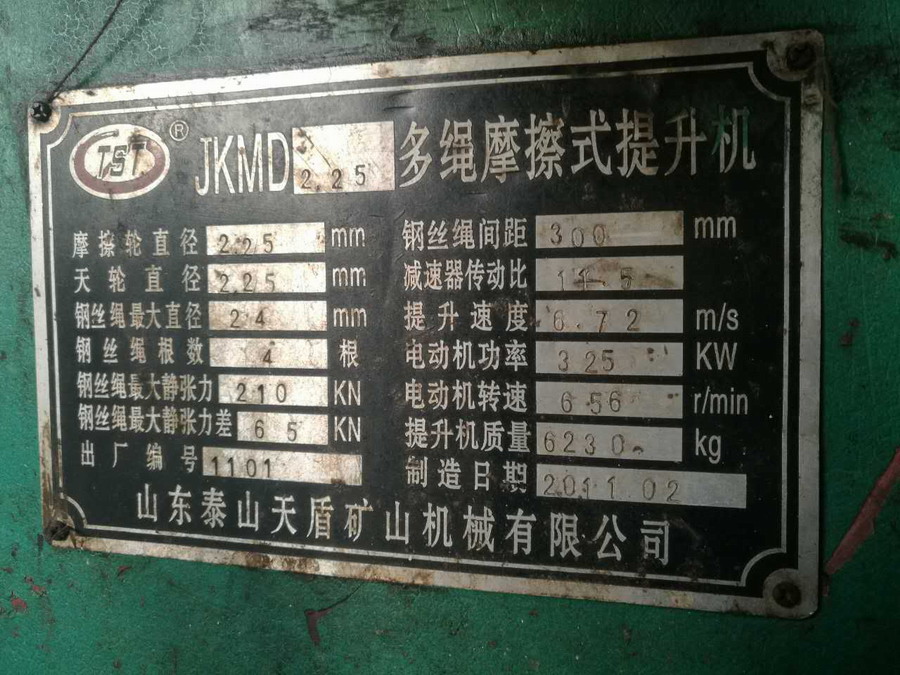 TST ® JKMD 2.25 多绳摩擦式提升机
摩擦轮直径 2.25 mm
天轮直径 2.25 mm
钢丝绳最大直径 24 mm
钢丝绳根数 4 根
钢丝绳最大静张力 210 KN
钢丝绳最大静张力差 65 KN
出厂编号 1101
钢丝绳间距 300 mm
减速器传动比 11.5
提升速度 6.72 m/s
电动机功率 325 KW
电动机转速 656 r/min
提升机质量 6230 kg
制造日期 2011.02
山东泰山天盾矿山机械有限公司